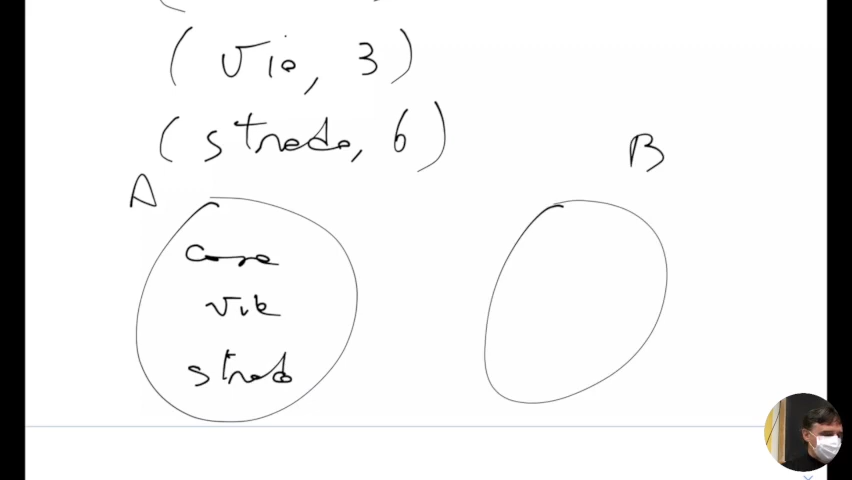 ( via, 3 )
( strada, 6 )
A
B
casa
via
strada